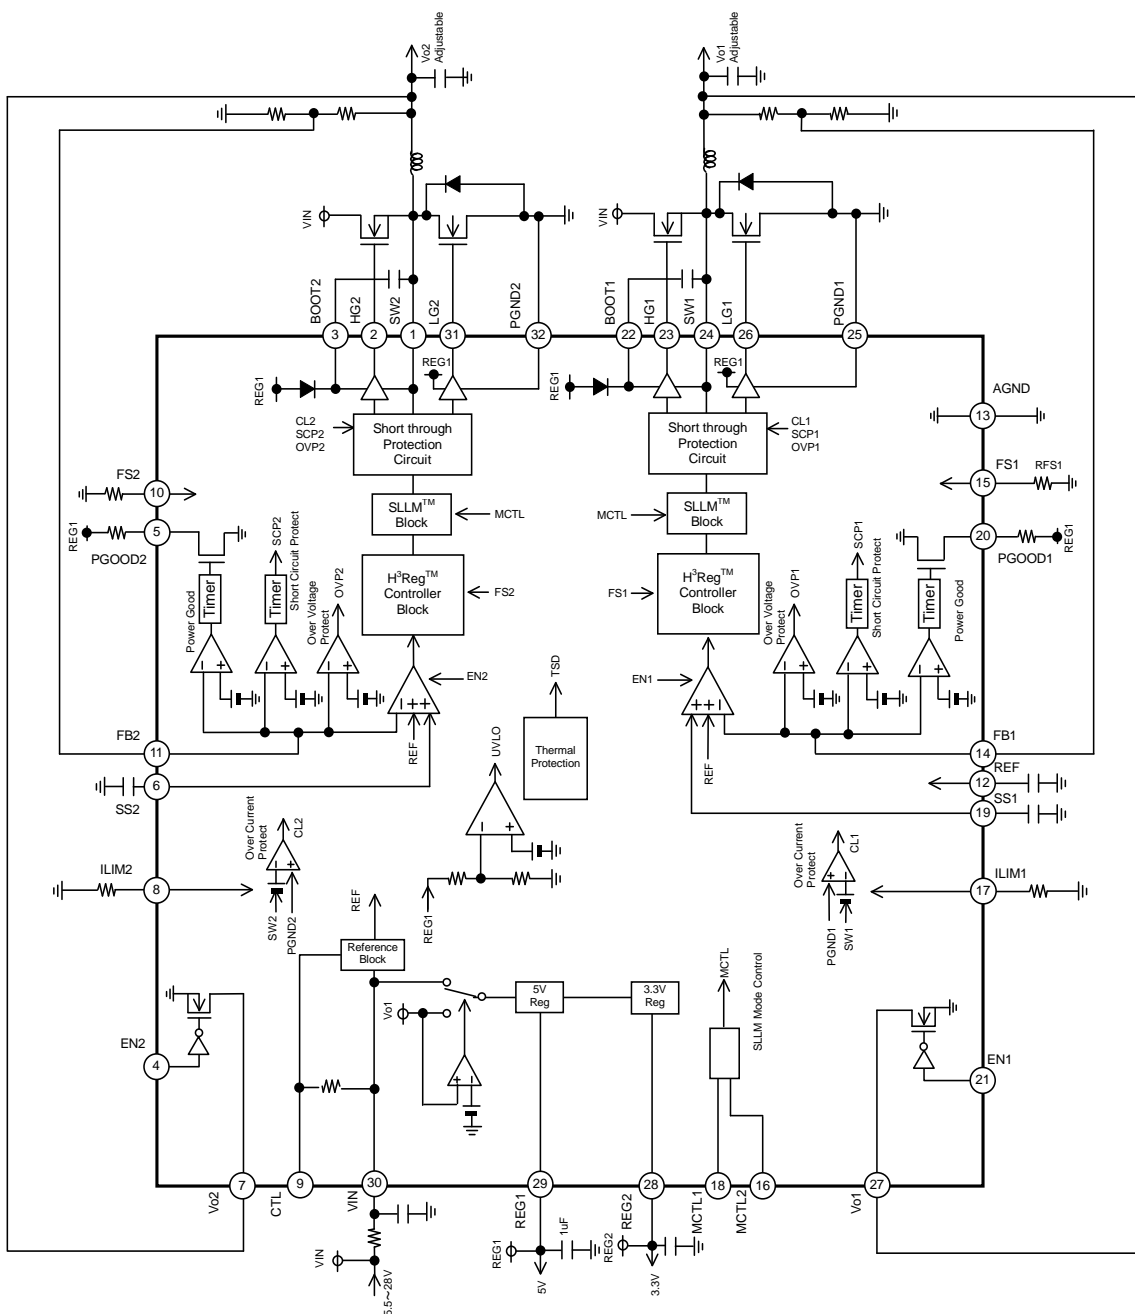 Vo2
Adjustable
Vo1
Adjustable
VIN
VIN
BOOT2
HG2
SW2
LG2
PGND2
BOOT1
HG1
SW1
LG1
PGND1
3
2
1
31
32
22
23
24
26
25
REG1
REG1
REG1
REG1
AGND
13
CL2
SCP2
OVP2
Short through
Protection
Circuit
Short through
Protection
Circuit
CL1
SCP1
OVP1
FS2
10
FS1
15
RFS1
SLLM™
Block
MCTL
MCTL
SLLM™
Block
REG1
5
PGOOD2
20
PGOOD1
REG1
SCP2
Short Circuit Protect
OVP2
Over Voltage
Protect
Power Good
Timer
Timer
H³Reg™
Controller
Block
FS2
FS1
H³Reg™
Controller
Block
OVP1
Over Voltage
Protect
SCP1
Short Circuit Protect
Timer
Timer
Power Good
- +
- +
- +
- + +
EN2
EN1
+ + -
- +
- +
- +
TSD
REF
REF
UVLO
Thermal
Protection
FB2
11
FB1
14
REF
12
6
SS2
SS1
19
- +
Over Current
Protect
CL2
- +
SW2
PGND2
Over Current
Protect
CL1
+ -
PGND1
SW1
ILIM2
8
ILIM1
17
REG1
REF
Reference
Block
Vo1
5V
Reg
3.3V
Reg
MCTL
SLLM Mode Control
+ -
EN2
4
EN1
21
7
9
30
29
28
18
16
27
Vo2
CTL
VIN
REG1
REG2
MCTL1
MCTL2
Vo1
VIN
5.5~28V
REG1
1uF
5V
REG2
3.3V